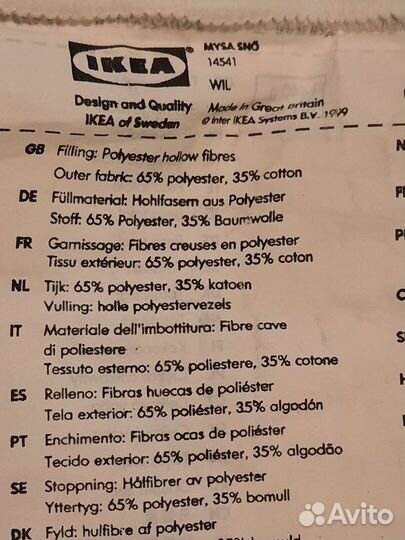 IKEA
MYSA SNÖ
14541
WIL
Design and Quality
IKEA of Sweden
Made in Great Britain
© Inter IKEA Systems B.V. 1999
GB Filling: Polyester hollow fibres
Outer fabric: 65% polyester, 35% cotton
DE Füllmaterial: Hohlfasern aus Polyester
Stoff: 65% Polyester, 35% Baumwolle
FR Garnissage: Fibres creuses en polyester
Tissu extérieur: 65% polyester, 35% coton
NL Tijk: 65% polyester, 35% katoen
Vulling: holle polyestervezels
IT Materiale dell'imbottitura: Fibre cave
di poliestere
Tessuto esterno: 65% poliestere, 35% cotone
ES Relleno: Fibras huecas de poliéster
Tela exterior: 65% poliéster, 35% algodón
PT Enchimento: Fibras ocas de poliéster
Tecido exterior: 65% poliéster, 35% algodão
SE Stoppning: Hålfibrer av polyester
Yttertyg: 65% polyester, 35% bomull
DK Fyld: hulfibre af polyester
Avito